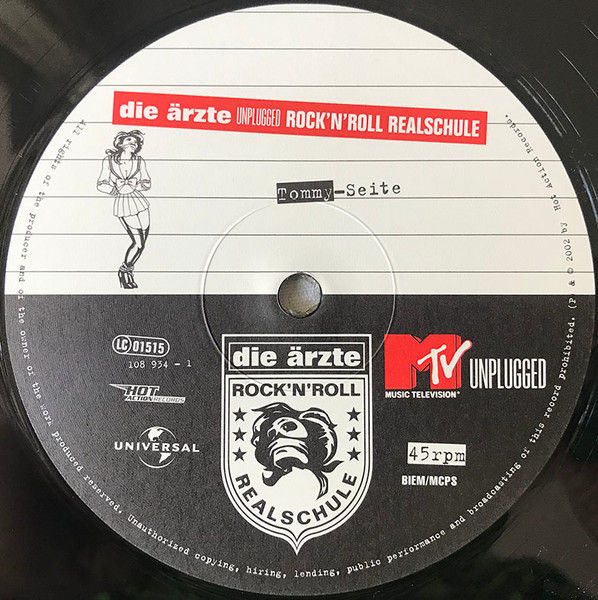 die ärzte UNPLUGGED ROCK'N'ROLL REALSCHULE
Tommy-Seite
LC 01515
108 934 - 1
HOT
ACTION RECORDS
UNIVERSAL
die ärzte
ROCK'N'ROLL
REALSCHULE
MTV
MUSIC TELEVISION®
UNPLUGGED
45rpm
BIEM/MCPS
All rights of the producer and of the owner of the work produced reserved. Unauthorized copying, hiring, lending, public performance and broadcasting of this record prohibited. (P & © 2002 by Hot Action Records.